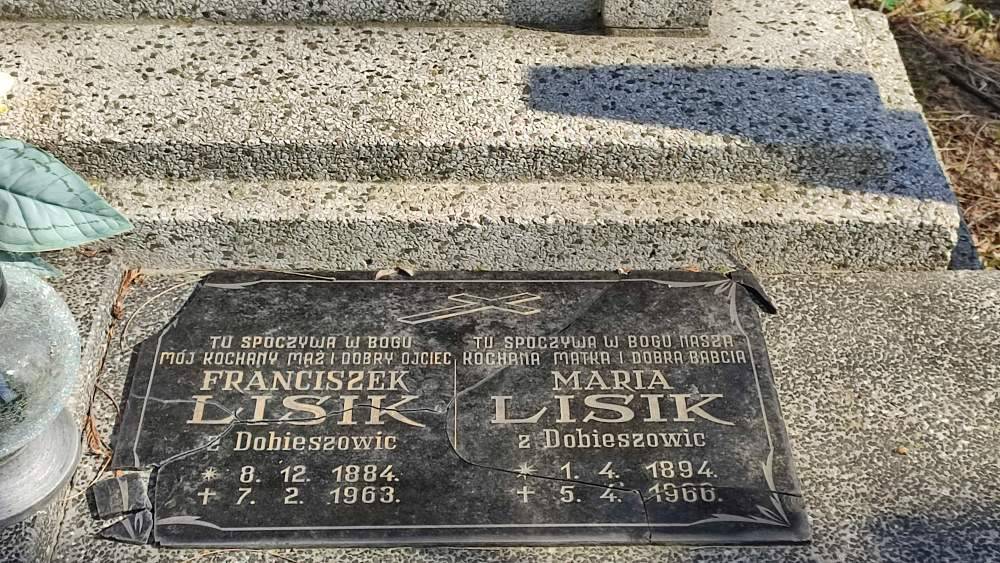 TU SPOCZYWA W BOGU
MÓJ KOCHANY MĄŻ I DOBRY OJCIEC
FRANCISZEK
LISIK
z Dobieszowic
* 8. 12. 1884.
+ 7. 2. 1963.
TU SPOCZYWA W BOGU NASZA
KOCHANA MATKA I DOBRA BABCIA
MARIA
LISIK
z Dobieszowic
* 1. 4. 1894.
+ 5. 4. 1966.